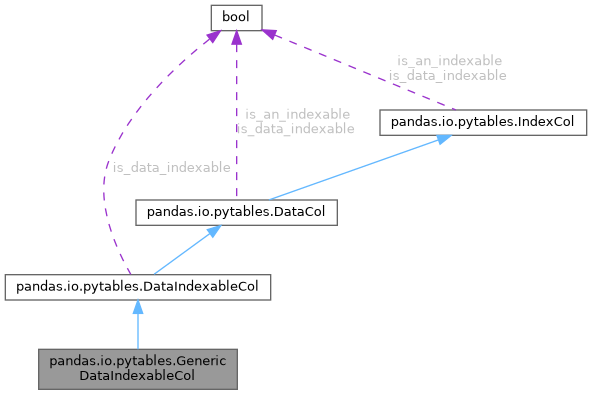 bool
is_an_indexable
is_data_indexable
pandas.io.pytables.IndexCol
is_an_indexable
is_data_indexable
is_data_indexable
pandas.io.pytables.DataCol
pandas.io.pytables.DataIndexableCol
pandas.io.pytables.Generic
DataIndexableCol